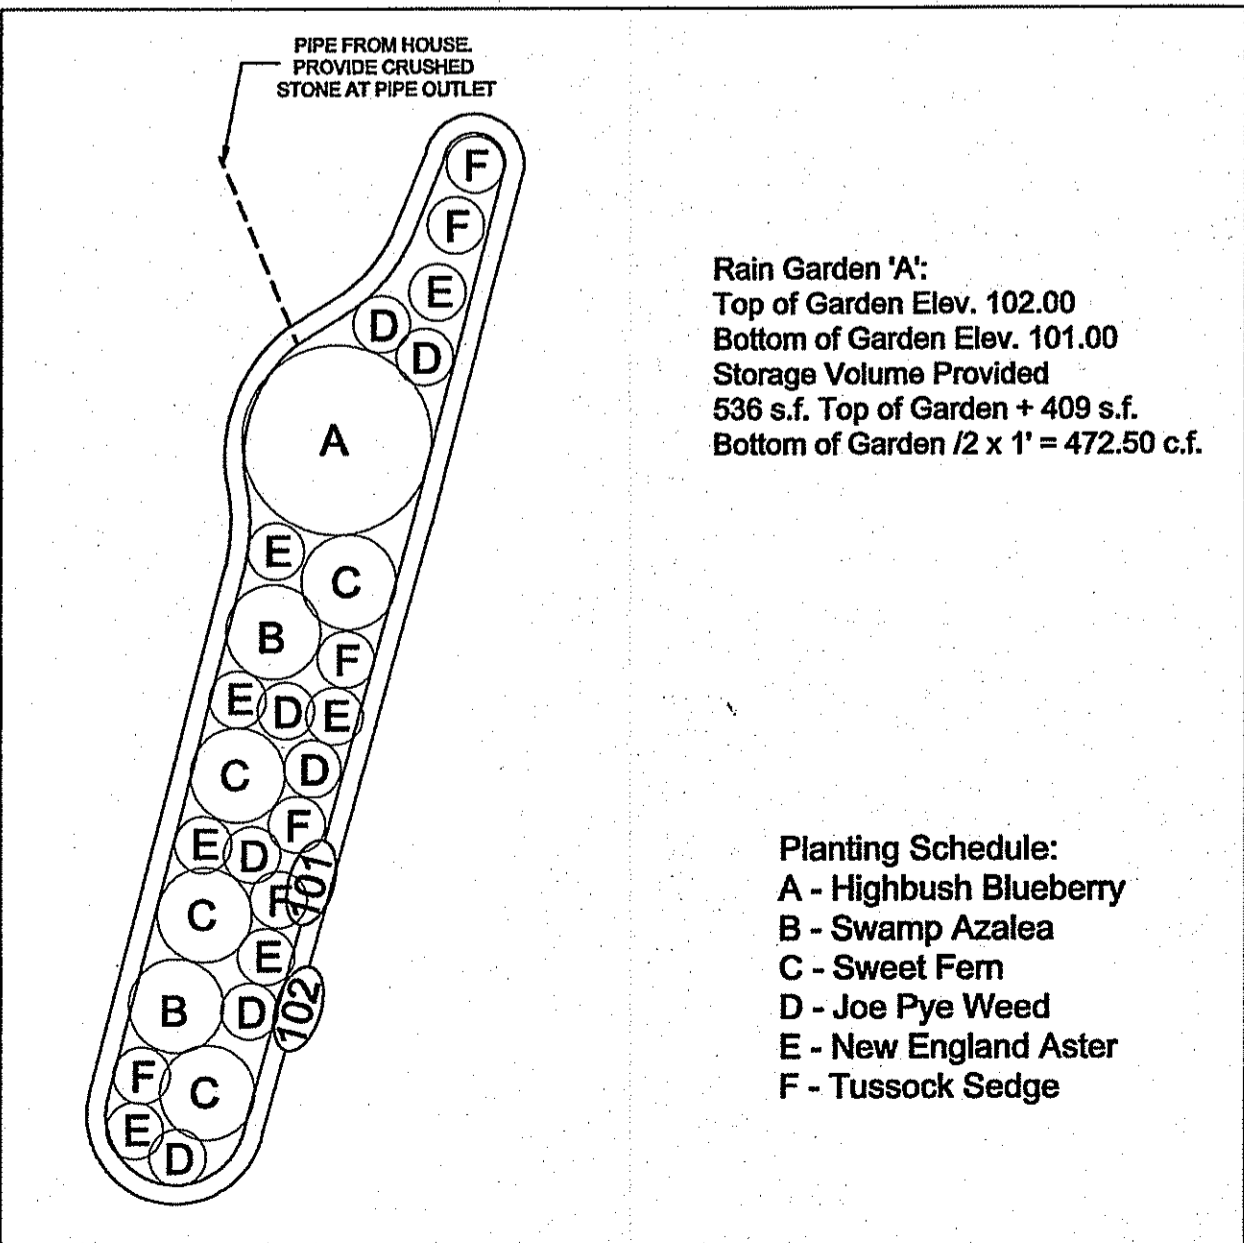 PIPE FROM HOUSE.
PROVIDE CRUSHED
STONE AT PIPE OUTLET
F
F
E
D
D
A
E
C
B
F
E D E
C D
F
E D
101
C F
E
B D
102
F C
E
D
Rain Garden 'A':
Top of Garden Elev. 102.00
Bottom of Garden Elev. 101.00
Storage Volume Provided
536 s.f. Top of Garden + 409 s.f.
Bottom of Garden /2 x 1' = 472.50 c.f.
Planting Schedule:
A - Highbush Blueberry
B - Swamp Azalea
C - Sweet Fern
D - Joe Pye Weed
E - New England Aster
F - Tussock Sedge